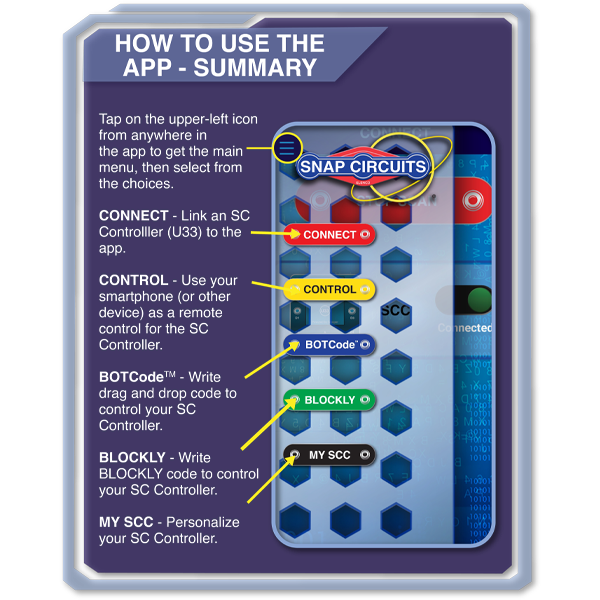 HOW TO USE THE
APP - SUMMARY
Tap on the upper-left icon
from anywhere in
the app to get the main
menu, then select from
the choices.
CONNECT - Link an SC
Controlller (U33) to the
app.
CONTROL - Use your
smartphone (or other
device) as a remote
control for the SC
Controller.
BOTCode™ - Write
drag and drop code to
control your SC
Controller.
BLOCKLY - Write
BLOCKLY code to control
your SC Controller.
MY SCC - Personalize
your SC Controller.
CONNECT
SNAP CIRCUITS
CONNECT
CONTROL
SCC
Connected
BOTCode™
BLOCKLY
MY SCC